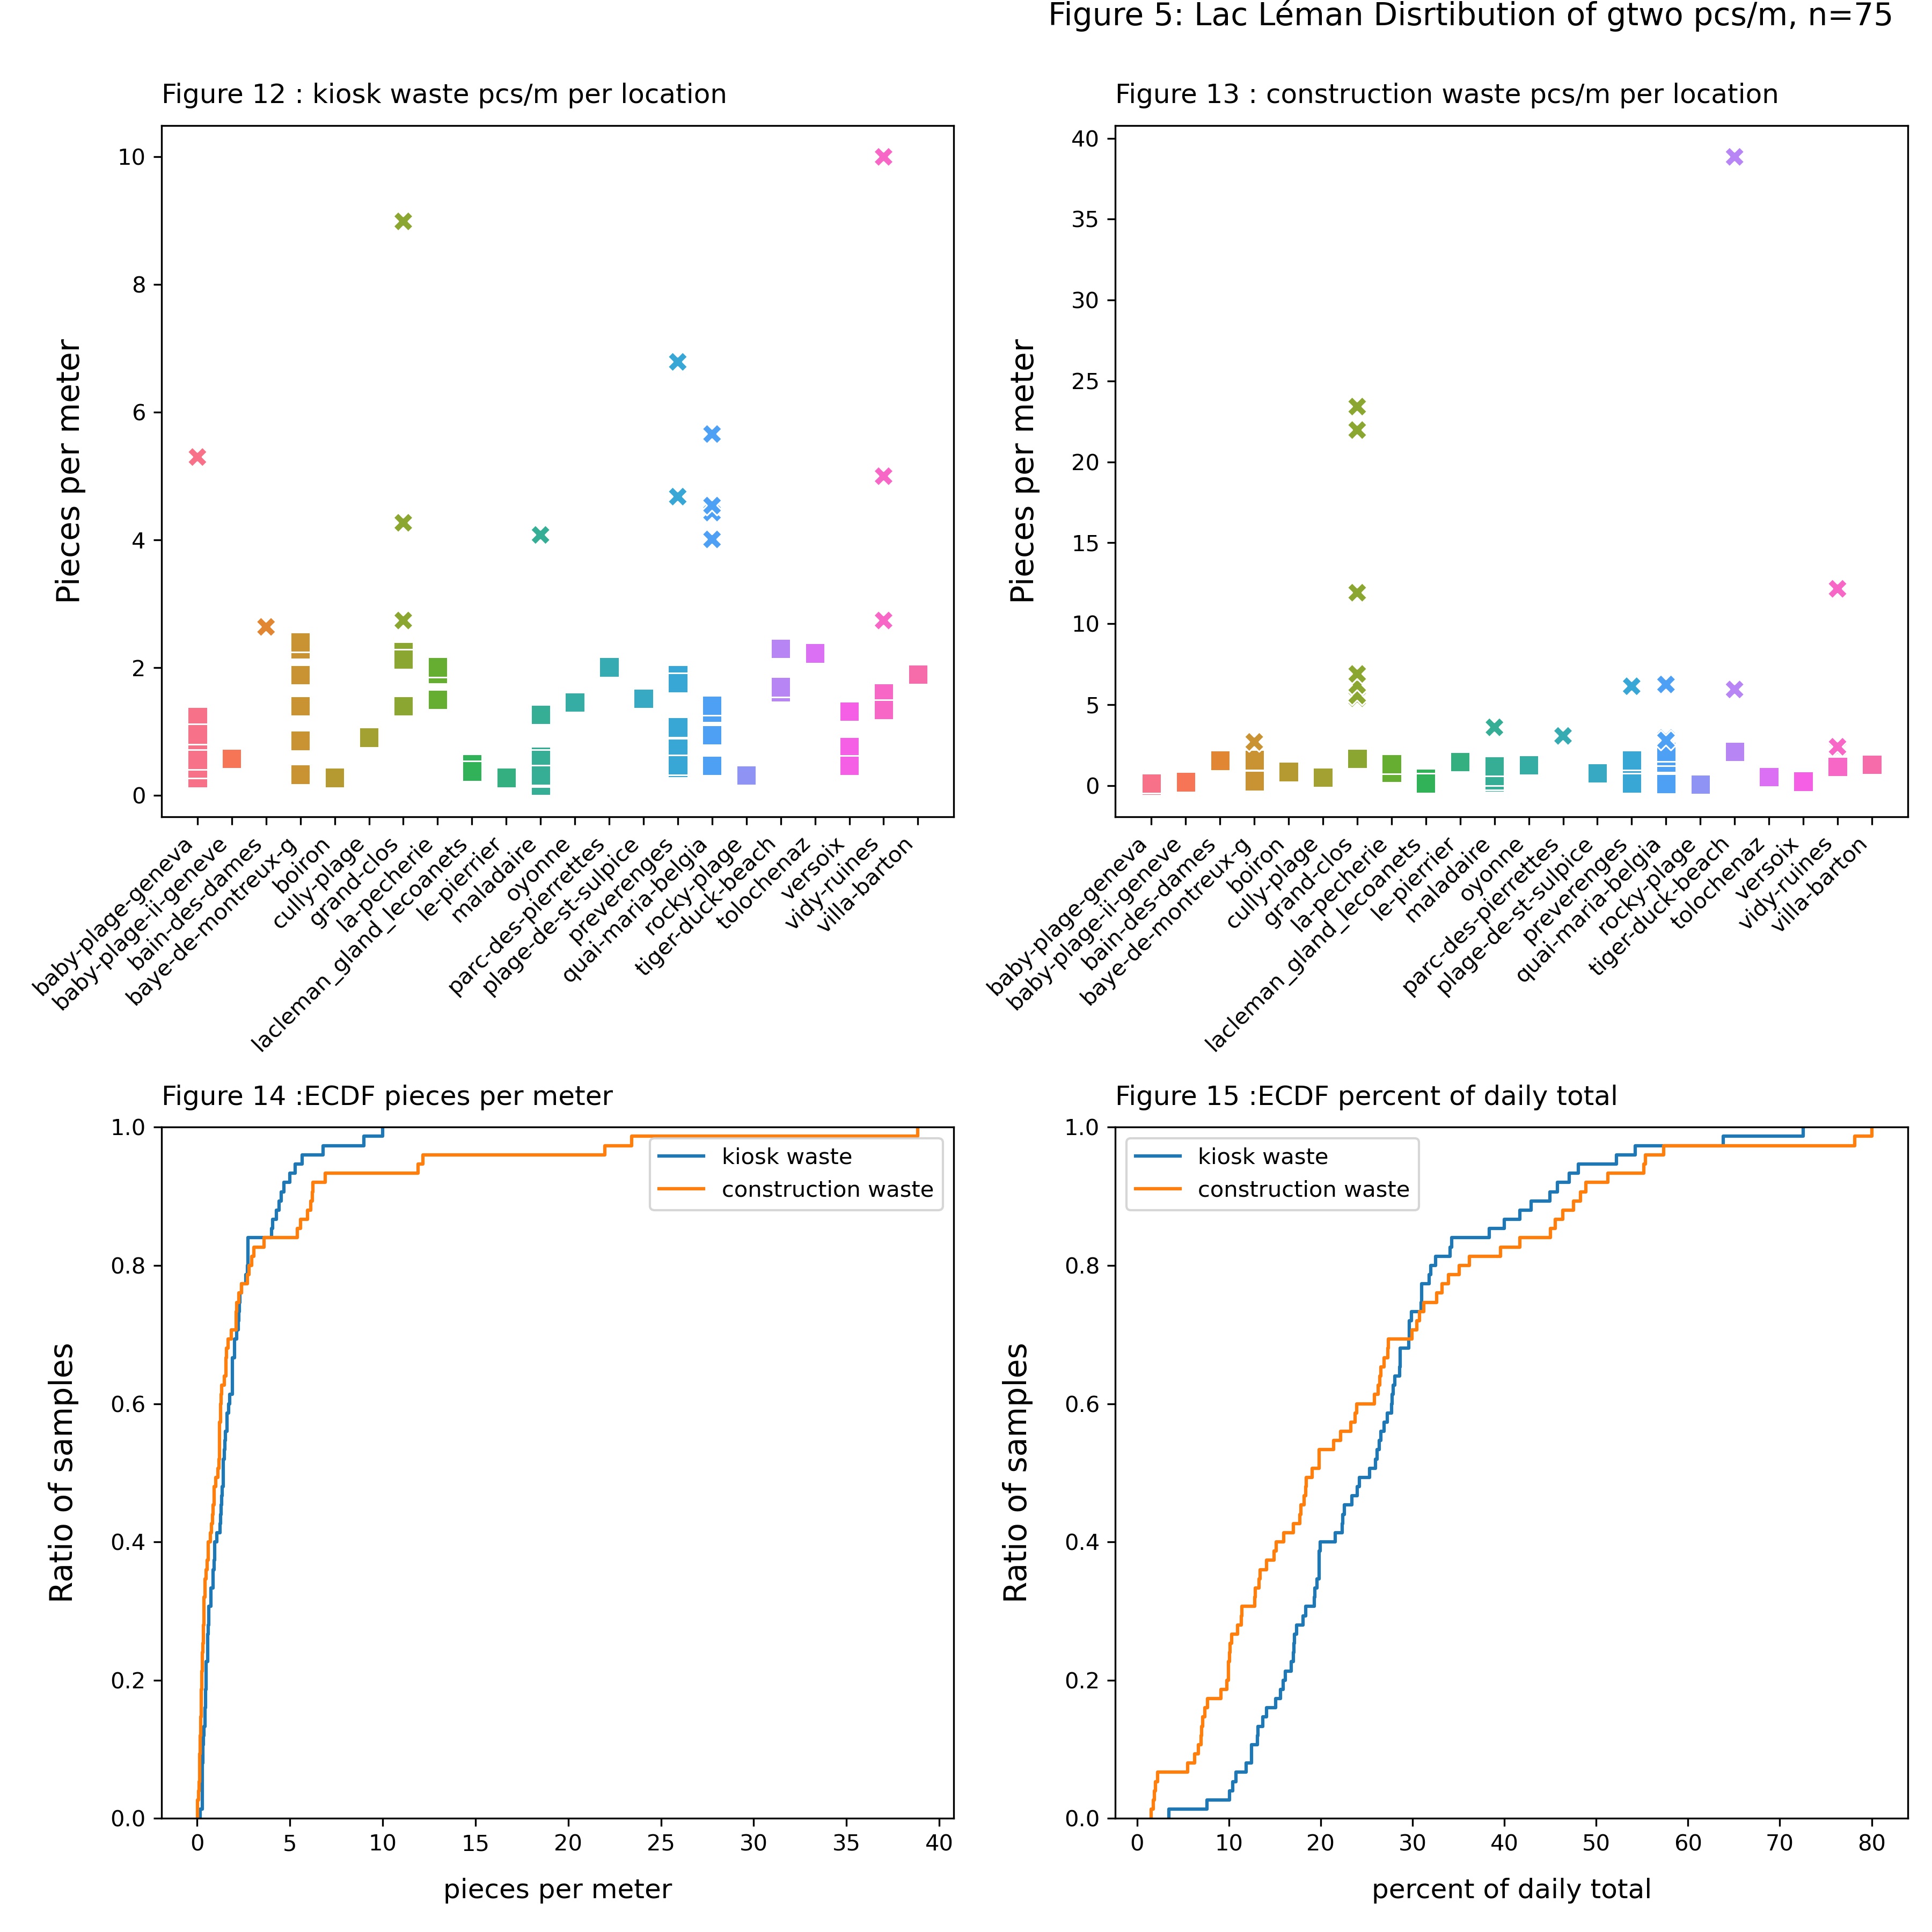 Figure 5: Lac Léman Disrtibution of gtwo pcs/m, n=75
Figure 12 : kiosk waste pcs/m per location
Pieces per meter
10
8
6
4
2
0
baby-plage-geneva
baby-plage-ii-geneve
bain-des-dames
baye-de-montreux-g
boiron
cully-plage
grand-clos
la-pecherie
lacleman_gland_lecoanets
le-pierrier
maladaire
oyonne
parc-des-pierrettes
plage-de-st-sulpice
preverenges
quai-maria-belgia
rocky-plage
tiger-duck-beach
tolochenaz
versoix
vidy-ruines
villa-barton
Figure 13 : construction waste pcs/m per location
Pieces per meter
40
35
30
25
20
15
10
5
0
baby-plage-geneva
baby-plage-ii-geneve
bain-des-dames
baye-de-montreux-g
boiron
cully-plage
grand-clos
la-pecherie
lacleman_gland_lecoanets
le-pierrier
maladaire
oyonne
parc-des-pierrettes
plage-de-st-sulpice
preverenges
quai-maria-belgia
rocky-plage
tiger-duck-beach
tolochenaz
versoix
vidy-ruines
villa-barton
Figure 14 :ECDF pieces per meter
Ratio of samples
1.0
0.8
0.6
0.4
0.2
0.0
kiosk waste
construction waste
0 5 10 15 20 25 30 35 40
pieces per meter
Figure 15 :ECDF percent of daily total
Ratio of samples
1.0
0.8
0.6
0.4
0.2
0.0
kiosk waste
construction waste
0 10 20 30 40 50 60 70 80
percent of daily total